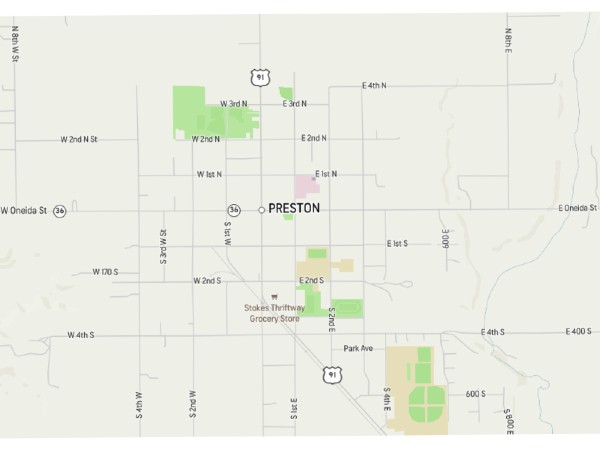 N 8th W St
N 8th E
91
E 4th N
W 3rd N
E 3rd N
W 2nd N St
W 2nd N
E 2nd N
W 1st N
E 1st N
W Oneida St
36
36
PRESTON
E Oneida St
S 3rd W St
S 1st W
E 1st S
600 E
W 170 S
W 2nd S
E 2nd S
Stokes Thriftway
Grocery Store
S 2nd E
W 4th S
E 4th S
E 400 S
Park Ave
91
S 4th W
S 2nd W
S 1st E
S 4th E
600 S
S 800 E